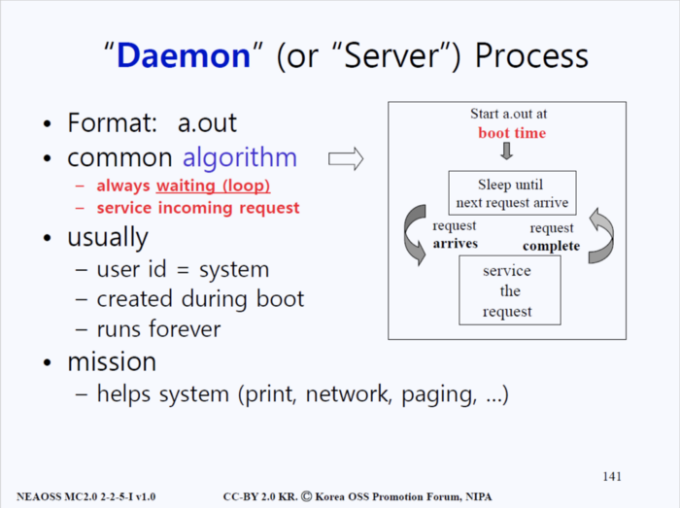 “Daemon” (or “Server”) Process
• Format: a.out
• common algorithm
– always waiting (loop)
– service incoming request
• usually
– user id = system
– created during boot
– runs forever
• mission
– helps system (print, network, paging, …)
Start a.out at
boot time
Sleep until
next request arrive
request
arrives
request
complete
service
the
request
141
NEAOSS MC2.0 2-2-5-I v1.0
CC-BY 2.0 KR. Ⓒ Korea OSS Promotion Forum, NIPA